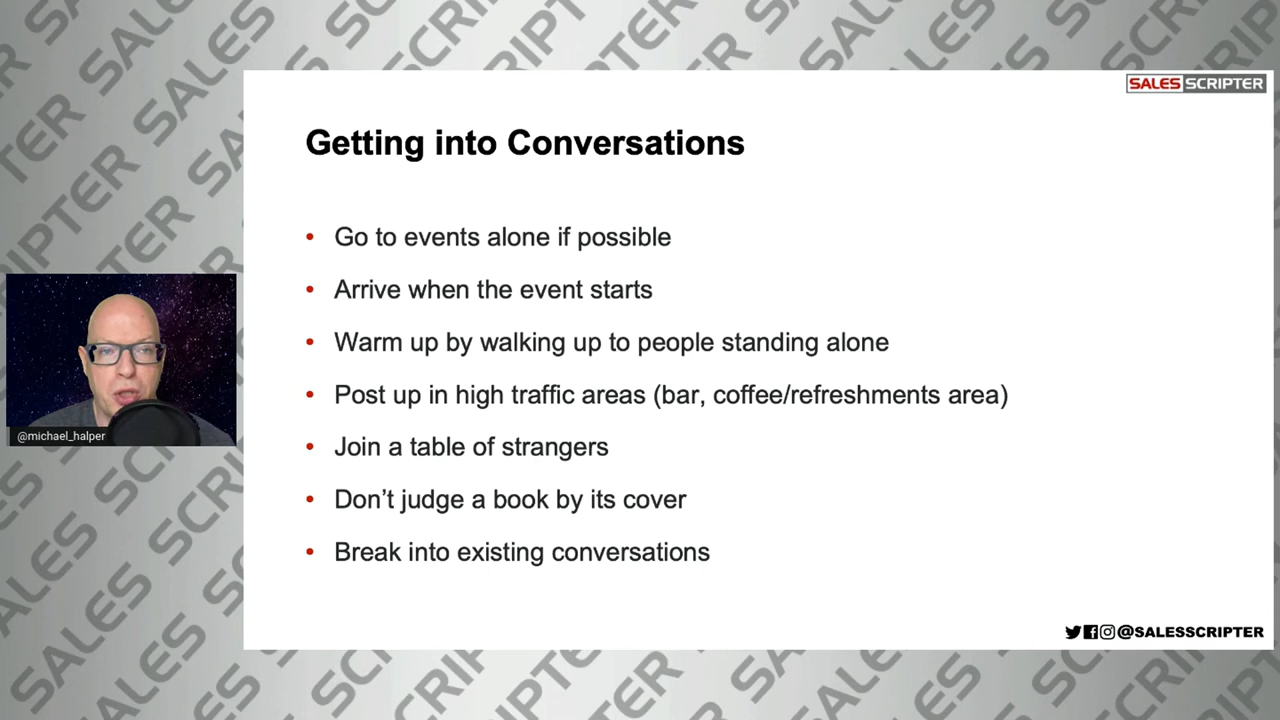 SALES SCRIPTER
Getting into Conversations
• Go to events alone if possible
• Arrive when the event starts
• Warm up by walking up to people standing alone
• Post up in high traffic areas (bar, coffee/refreshments area)
• Join a table of strangers
• Don’t judge a book by its cover
• Break into existing conversations
@michael_halper
@SALESSCRIPTER